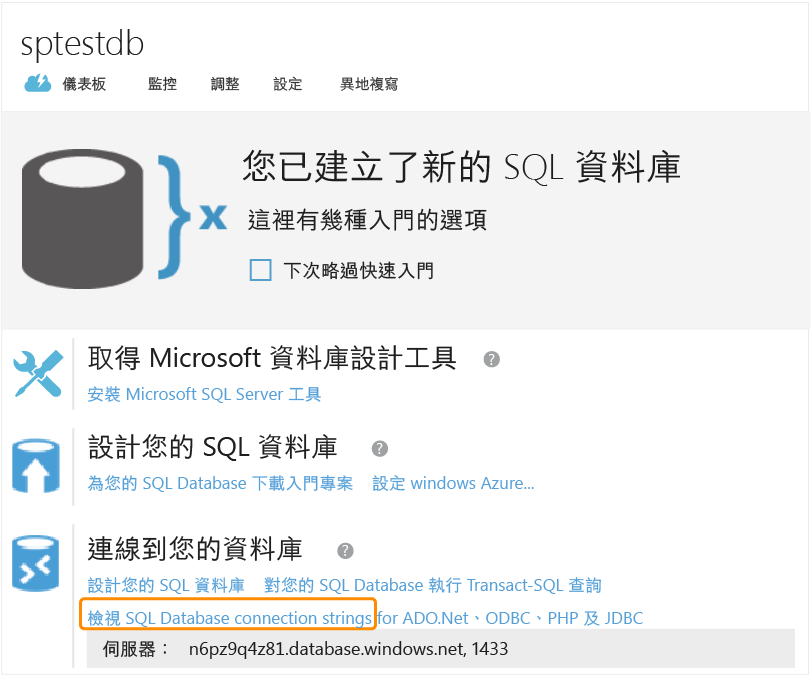 sptestdb
儀表板 監控 調整 設定 異地複寫
您已建立了新的 SQL 資料庫
這裡有幾種入門的選項
下次略過快速入門
取得 Microsoft 資料庫設計工具 ?
安裝 Microsoft SQL Server 工具
設計您的 SQL 資料庫 ?
為您的 SQL Database 下載入門專案 設定 windows Azure...
連線到您的資料庫 ?
設計您的 SQL 資料庫 對您的 SQL Database 執行 Transact-SQL 查詢
檢視 SQL Database connection strings for ADO.Net、ODBC、PHP 及 JDBC
伺服器： n6pz9q4z81.database.windows.net, 1433